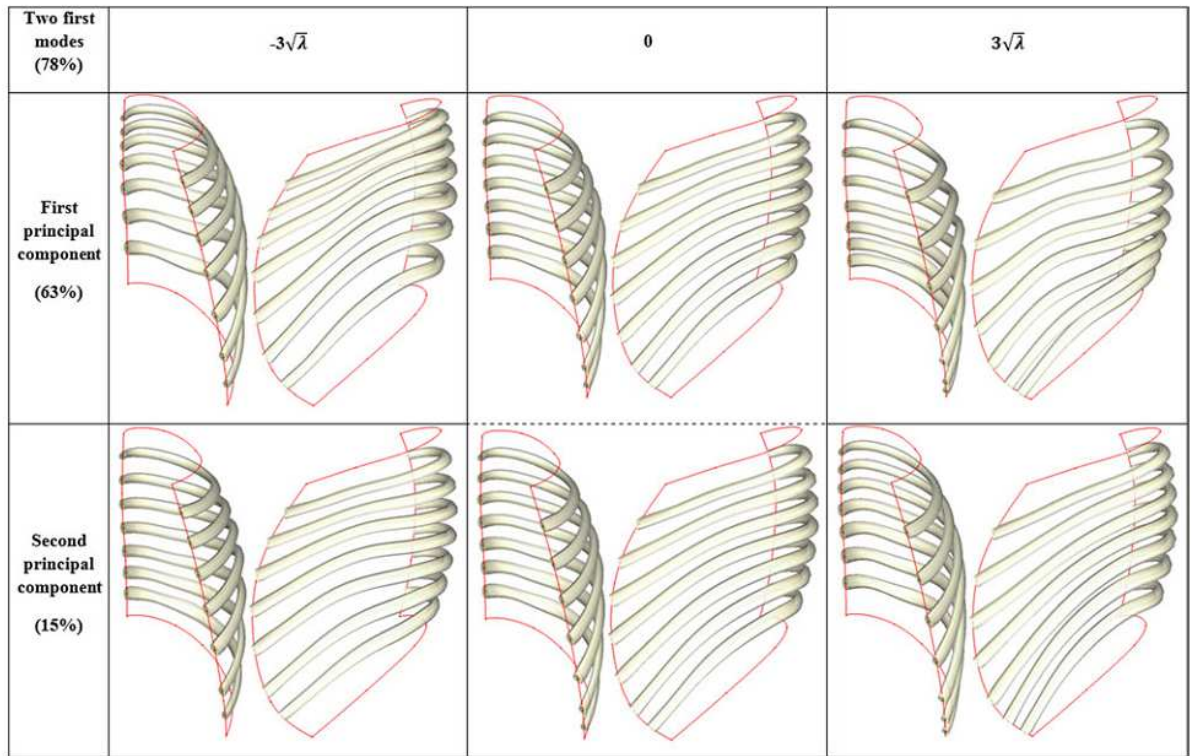 Two first
modes
(78%)
-3√λ
0
3√λ
First
principal
component
(63%)
Second
principal
component
(15%)